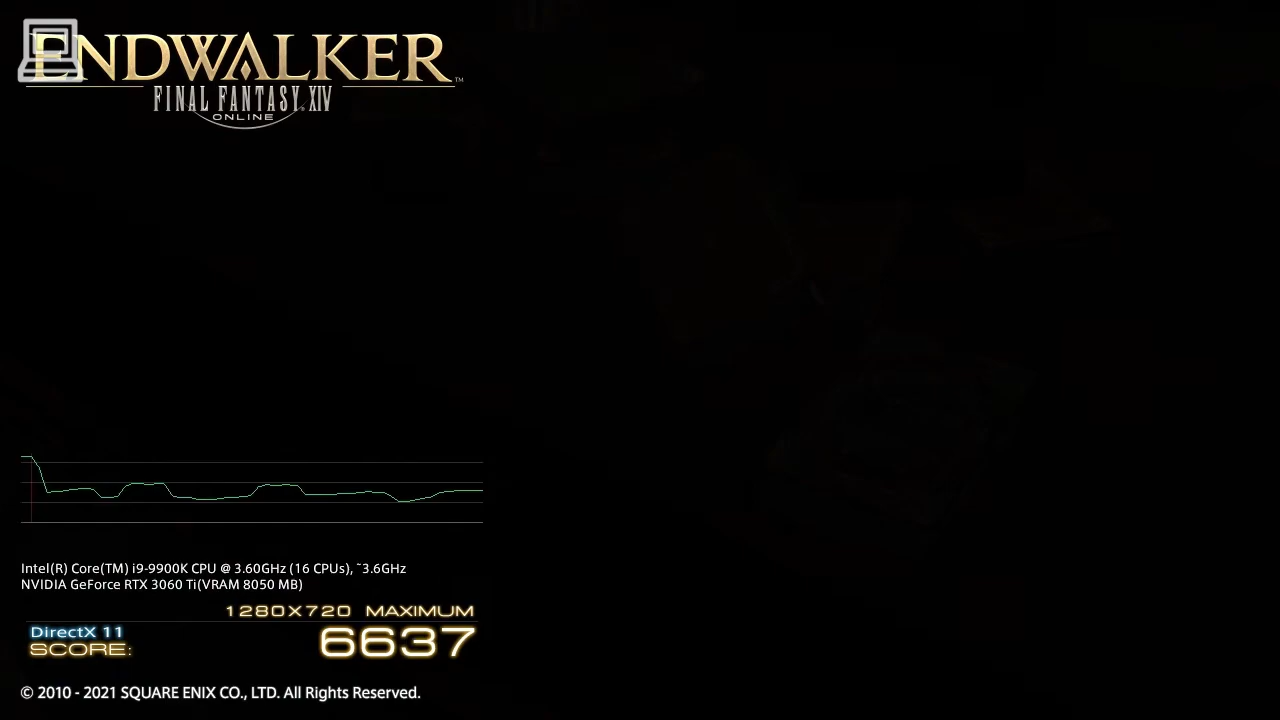 ENDWALKER™
FINAL FANTASY® XIV
ONLINE
Intel(R) Core(TM) i9-9900K CPU @ 3.60GHz (16 CPUs), ~3.6GHz
NVIDIA GeForce RTX 3060 Ti(VRAM 8050 MB)
1280X720 MAXIMUM
DirectX 11
SCORE: 6637
© 2010 - 2021 SQUARE ENIX CO., LTD. All Rights Reserved.